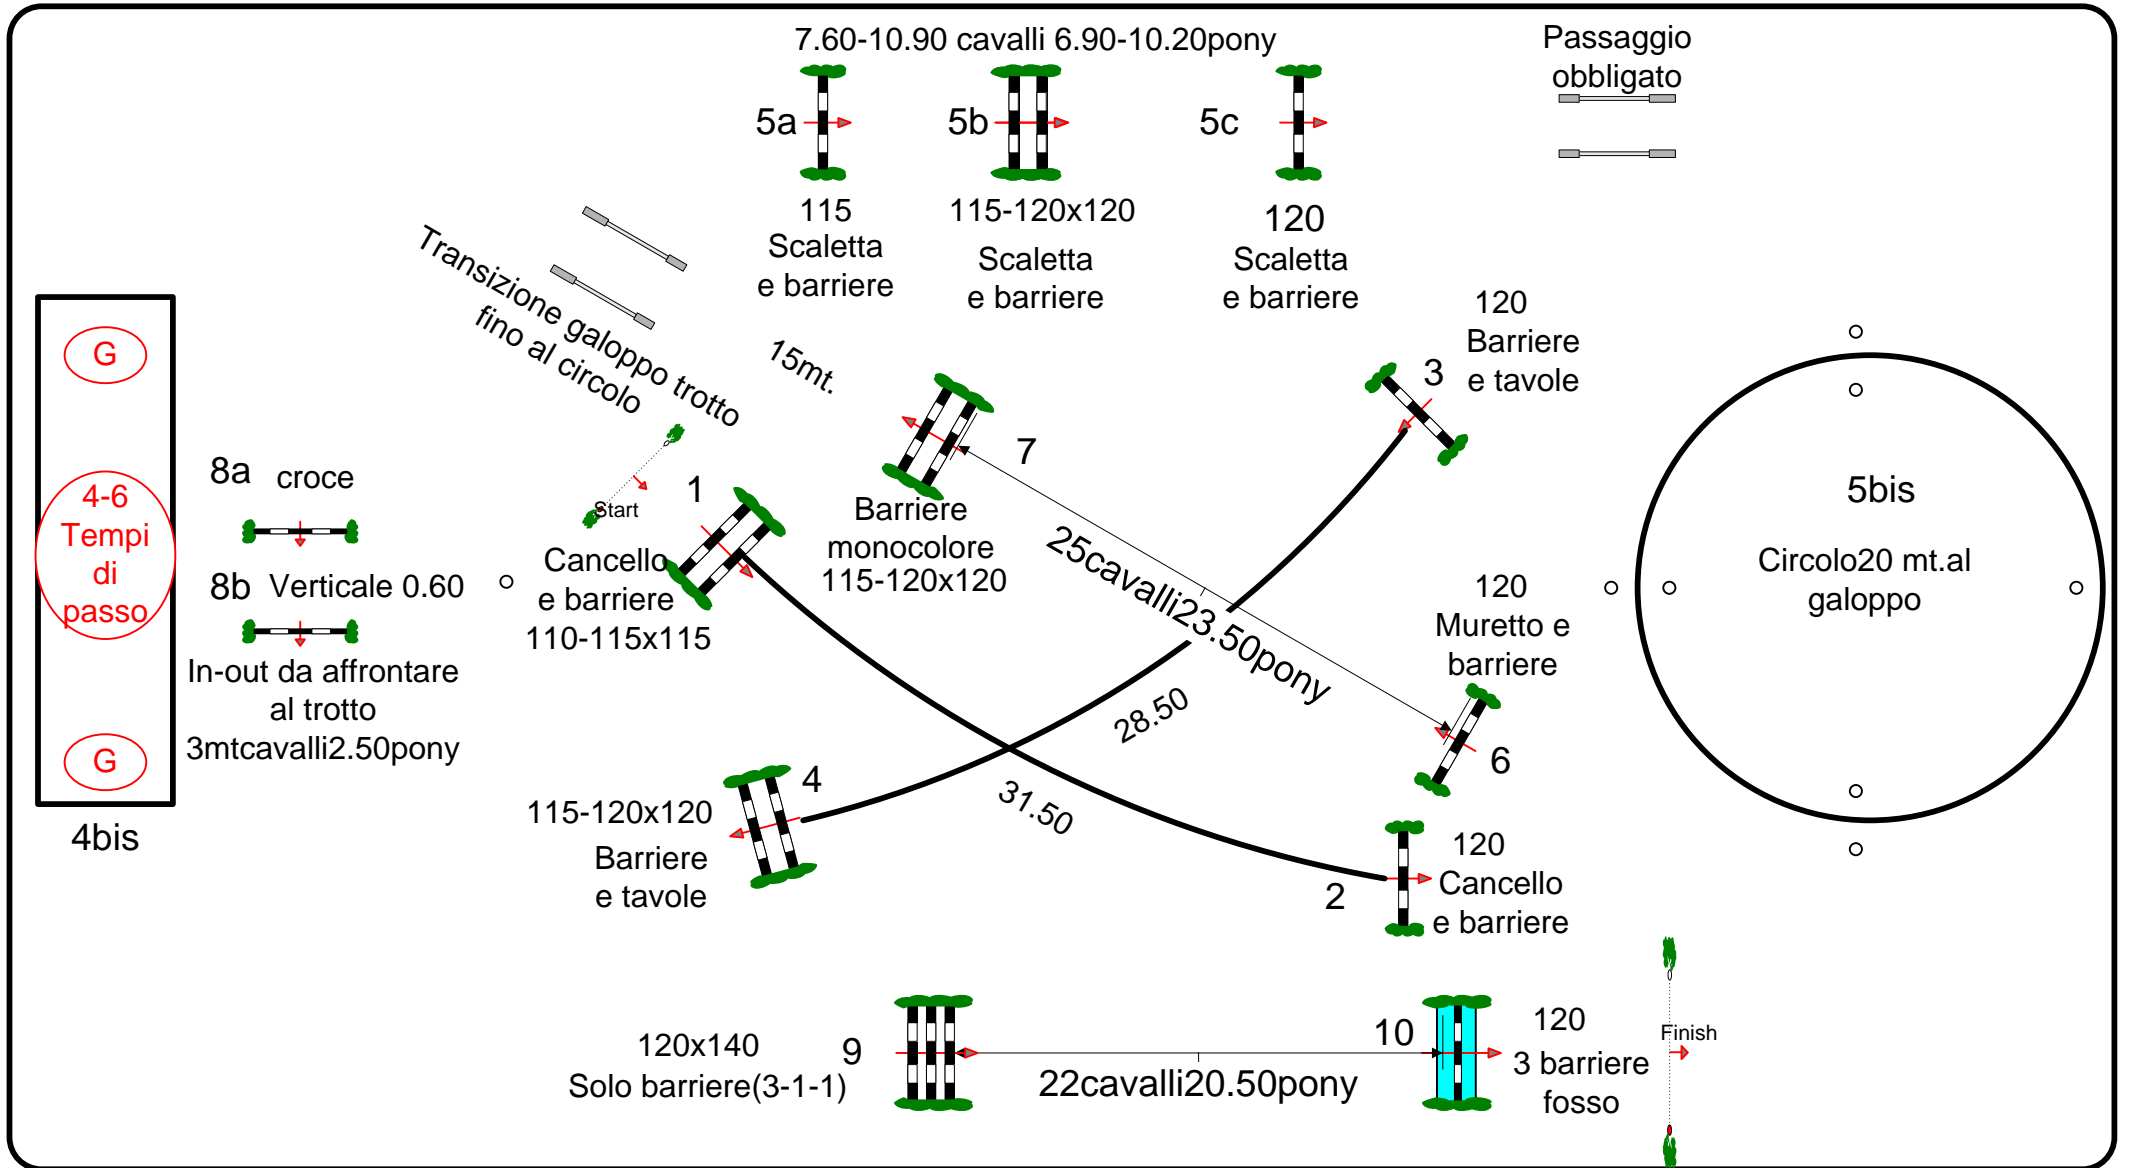 7.60-10.90 cavalli 6.90-10.20pony
Passaggio
obbligato
5a
5b
5c
115
Scaletta
e barriere
115-120x120
Scaletta
e barriere
120
Scaletta
e barriere
Transizione galoppo trotto
fino al circolo
15mt.
120
Barriere
e tavole
3
G
4-6
Tempi
di
passo
G
4bis
8a croce
8b Verticale 0.60
In-out da affrontare
al trotto
3mtcavalli2.50pony
Start
1
Cancello
e barriere
110-115x115
7
Barriere
monocolore
115-120x120
25cavalli23.50pony
5bis
Circolo20 mt.al
galoppo
120
Muretto e
barriere
6
28.50
31.50
4
115-120x120
Barriere
e tavole
2
120
Cancello
e barriere
120x140
Solo barriere(3-1-1)
9
22cavalli20.50pony
10
120
3 barriere
fosso
Finish